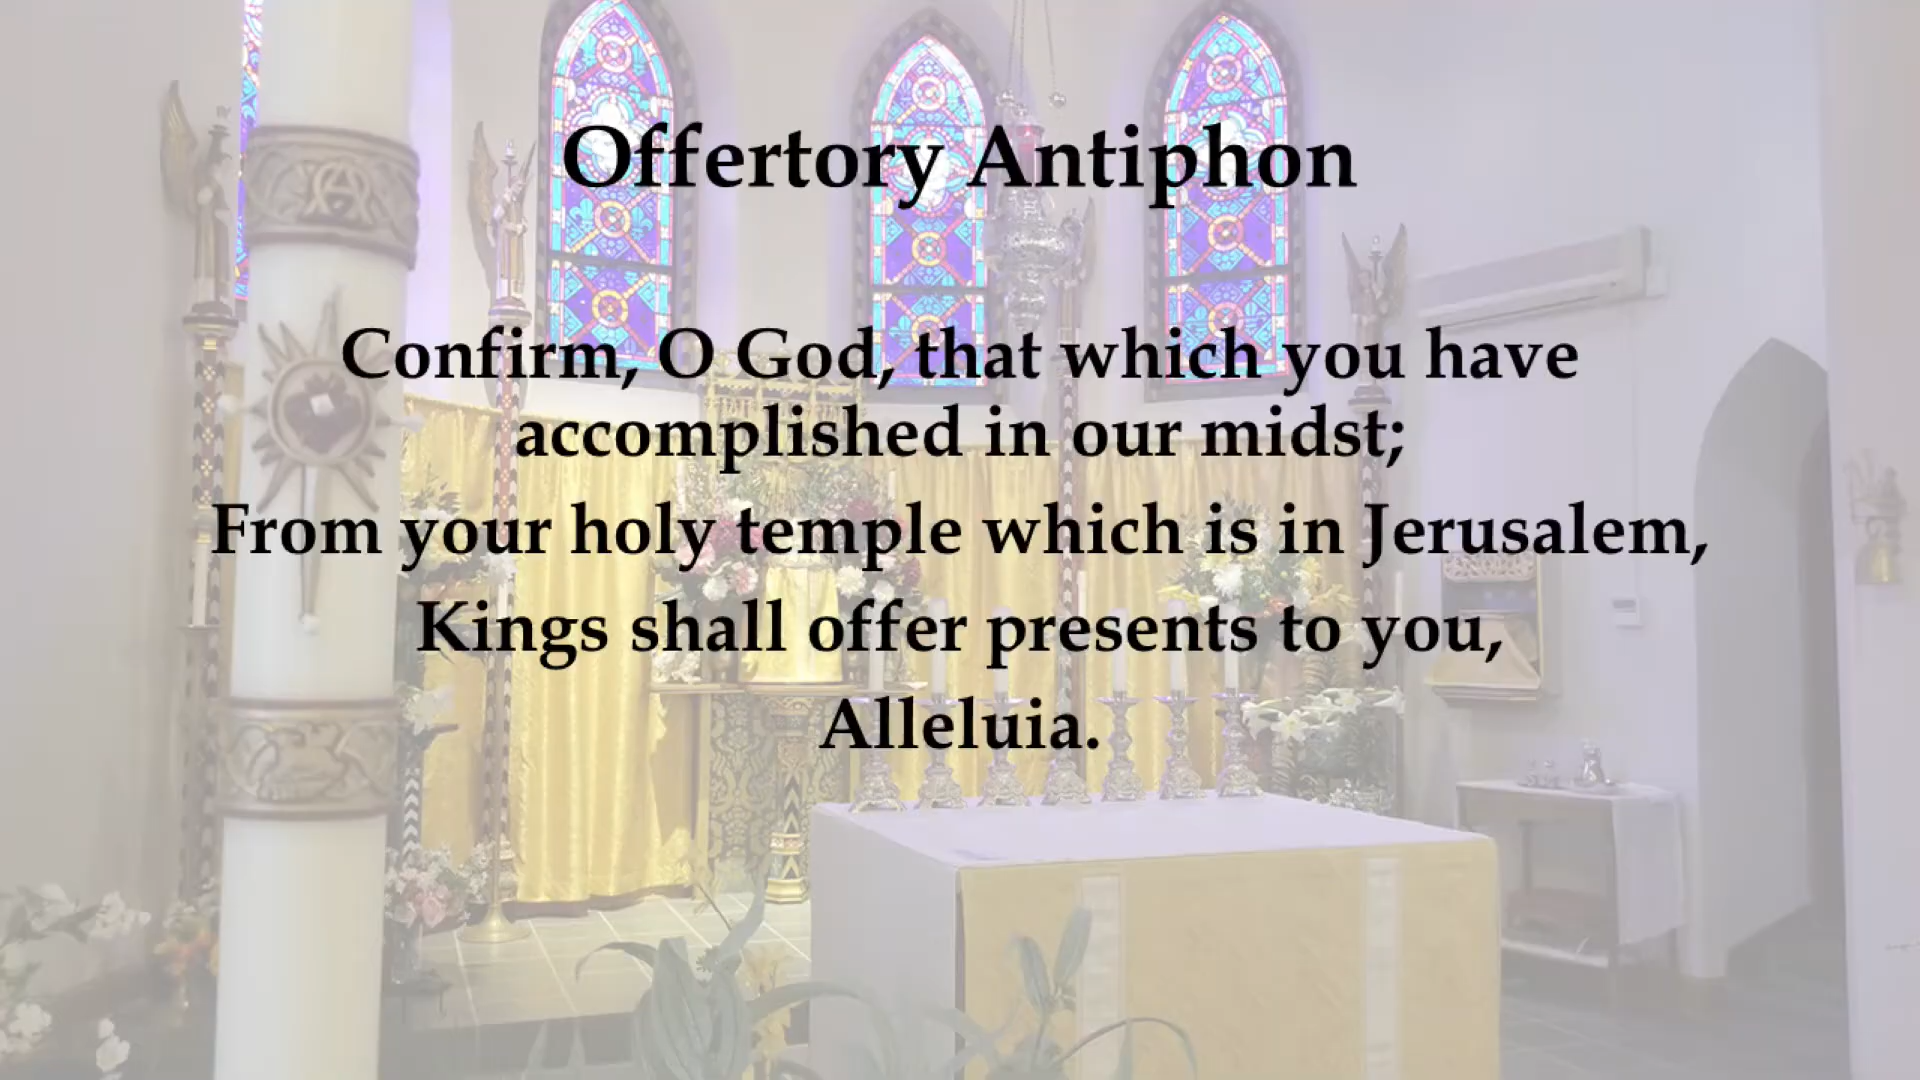 Offertory Antiphon
Confirm, O God, that which you have
accomplished in our midst;
From your holy temple which is in Jerusalem,
Kings shall offer presents to you,
Alleluia.